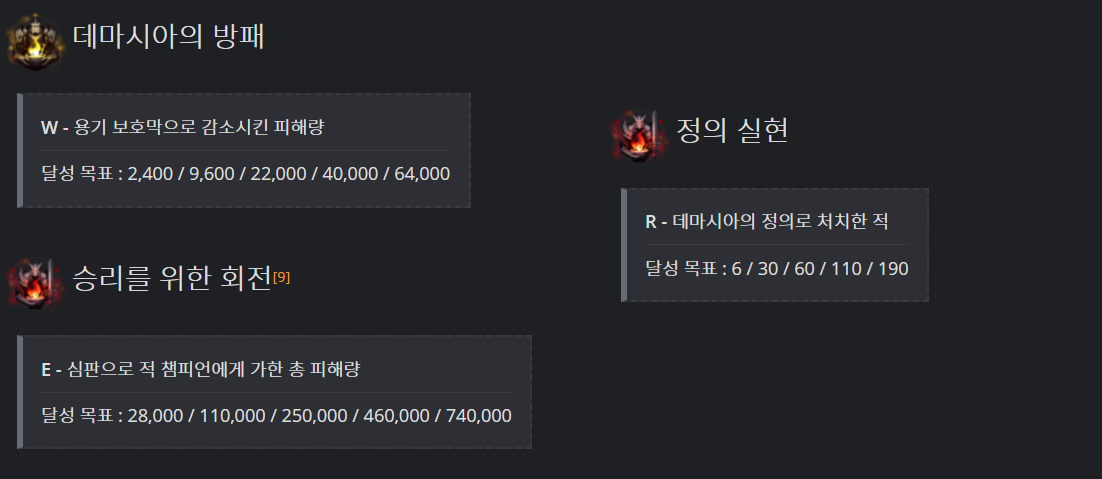 데마시아의 방패
W - 용기 보호막으로 감소시킨 피해량
달성 목표 : 2,400 / 9,600 / 22,000 / 40,000 / 64,000
승리를 위한 회전[9]
E - 심판으로 적 챔피언에게 가한 총 피해량
달성 목표 : 28,000 / 110,000 / 250,000 / 460,000 / 740,000
정의 실현
R - 데마시아의 정의로 처치한 적
달성 목표 : 6 / 30 / 60 / 110 / 190